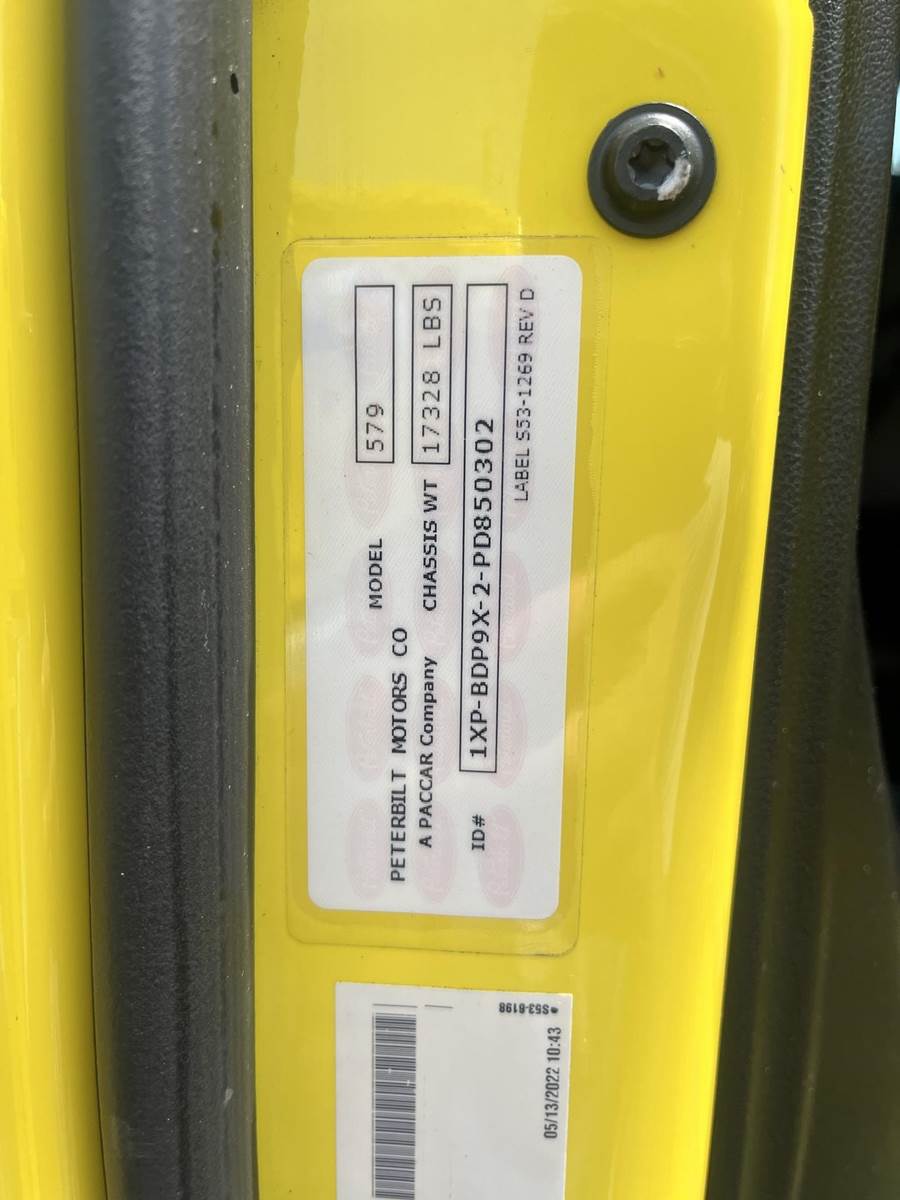 PETERBILT MOTORS CO MODEL 579
A PACCAR Company CHASSIS WT 17328 LBS
ID# 1XP-BDP9X-2-PD850302
LABEL S53-1269 REV D
S53-6198
05/13/2022 10:43